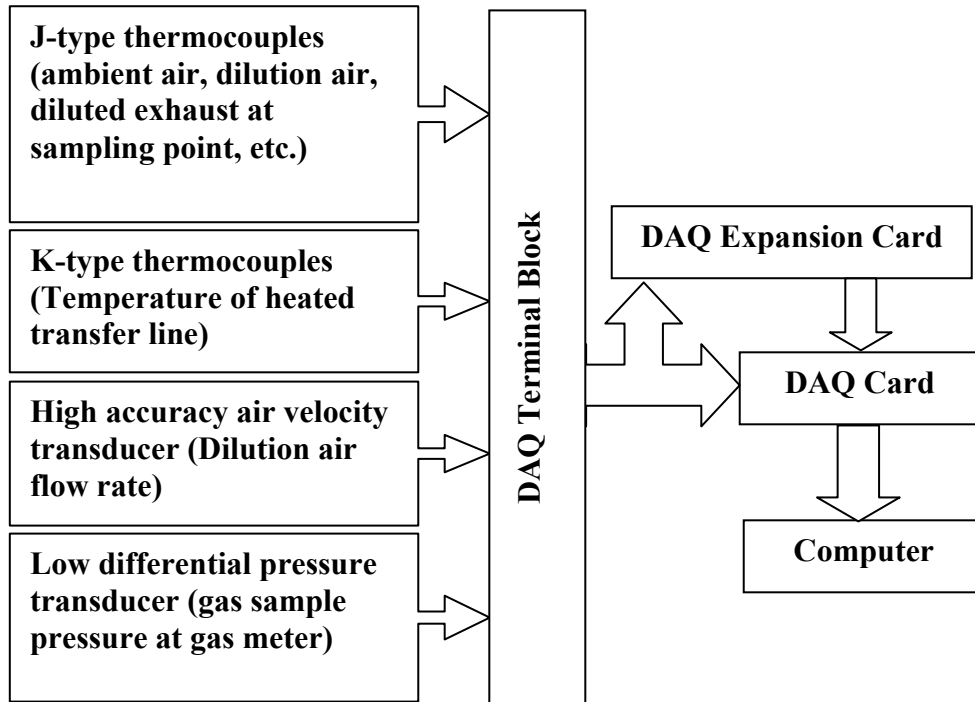 J-type thermocouples
(ambient air, dilution air,
diluted exhaust at
sampling point, etc.)
K-type thermocouples
(Temperature of heated
transfer line)
High accuracy air velocity
transducer (Dilution air
flow rate)
Low differential pressure
transducer (gas sample
pressure at gas meter)
DAQ Terminal Block
DAQ Expansion Card
DAQ Card
Computer